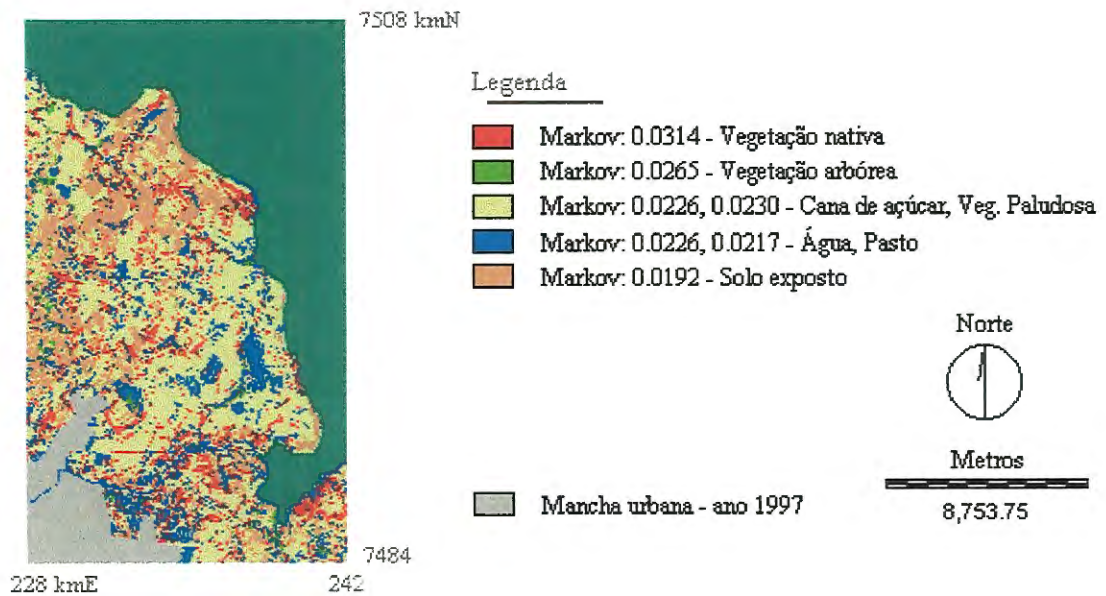 7508 kmN
Legenda
Markov: 0.0314 - Vegetação nativa
Markov: 0.0265 - Vegetação arbórea
Markov: 0.0226, 0.0230 - Cana de açúcar, Veg. Paludosa
Markov: 0.0226, 0.0217 - Água, Pasto
Markov: 0.0192 - Solo exposto
Norte
Metros
8,753.75
Mancha urbana - ano 1997
7484
228 kmE
242